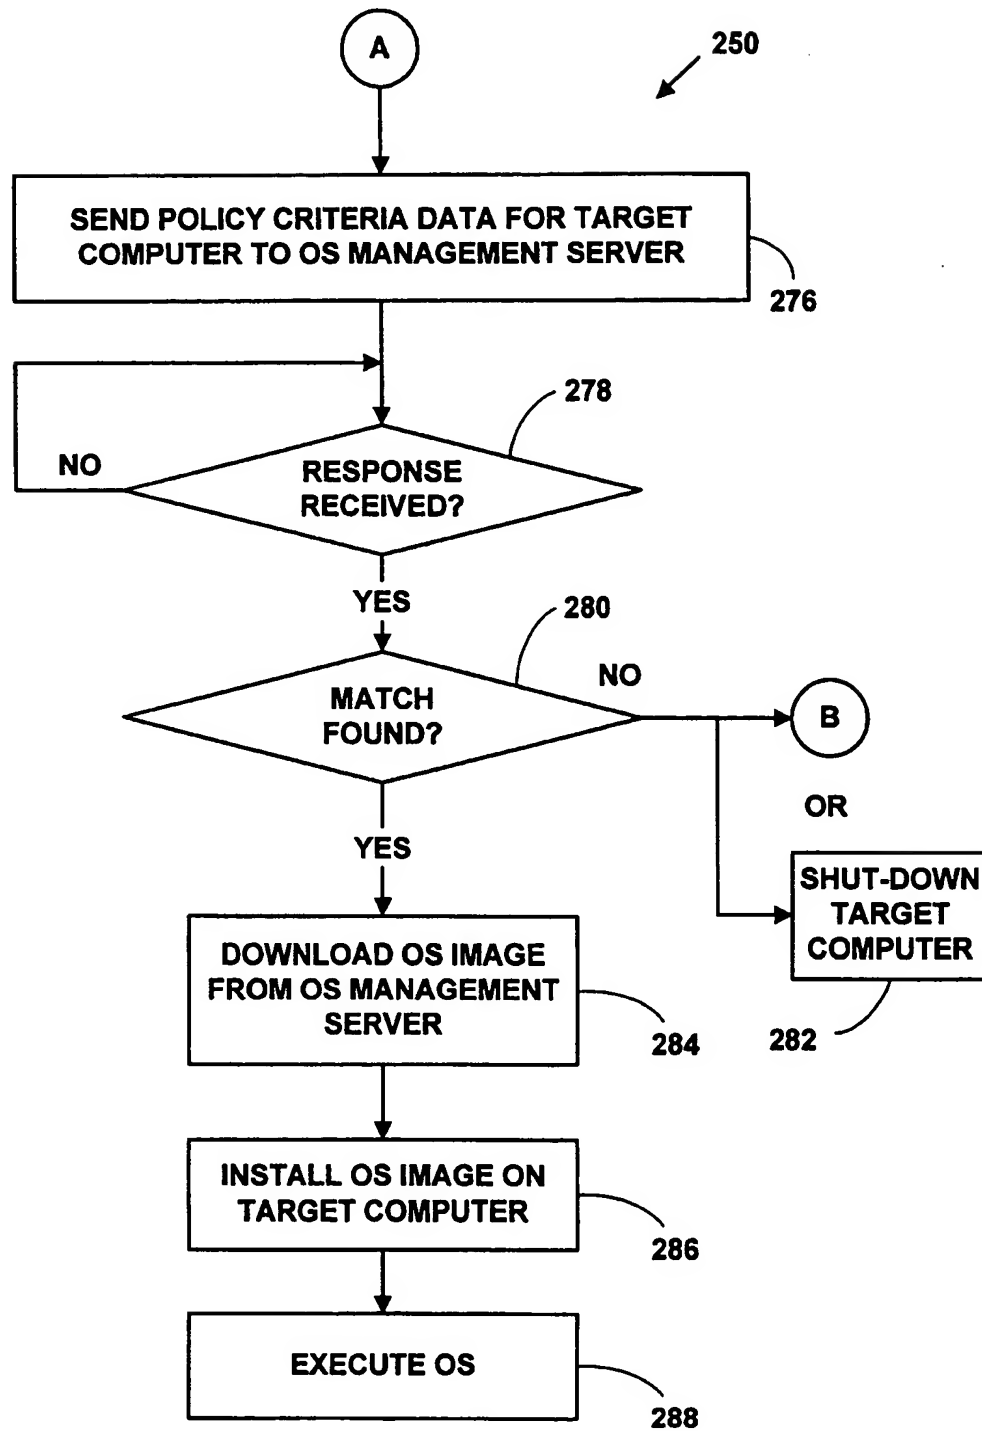 A
250
SEND POLICY CRITERIA DATA FOR TARGET
COMPUTER TO OS MANAGEMENT SERVER
276
278
NO
RESPONSE
RECEIVED?
YES
280
NO
MATCH
FOUND?
B
OR
YES
SHUT-DOWN
TARGET
COMPUTER
282
DOWNLOAD OS IMAGE
FROM OS MANAGEMENT
SERVER
284
INSTALL OS IMAGE ON
TARGET COMPUTER
286
EXECUTE OS
288